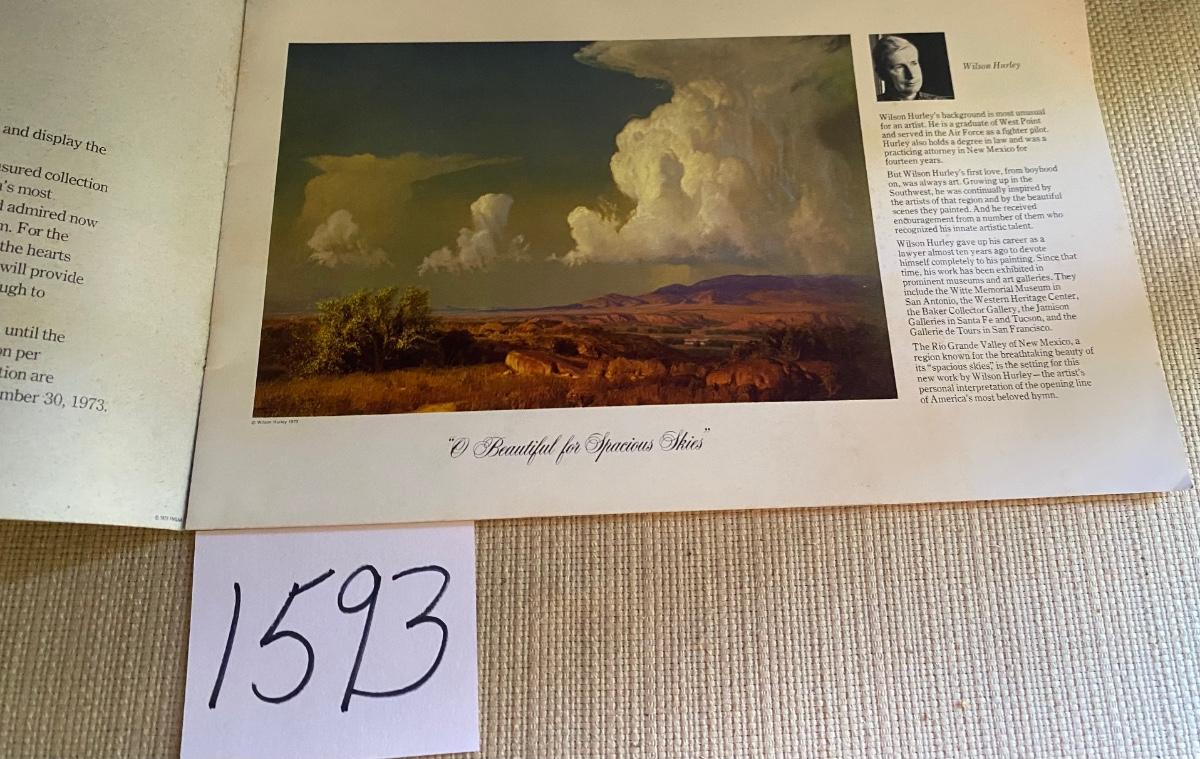 and display the
sured collection
's most
admired now
m. For the
the hearts
will provide
ugh to
until the
on per
tion are
mber 30, 1973.
Wilson Hurley
Wilson Hurley's background is most unusual
for an artist. He is a graduate of West Point
and served in the Air Force as a fighter pilot.
Hurley also holds a degree in law and was a
practicing attorney in New Mexico for
fourteen years.
But Wilson Hurley's first love, from boyhood
on, was always art. Growing up in the
Southwest, he was continually inspired by
the artists of that region and by the beautiful
scenes they painted. And he received
encouragement from a number of them who
recognized his innate artistic talent.
Wilson Hurley gave up his career as a
lawyer almost ten years ago to devote
himself completely to his painting. Since that
time, his work has been exhibited in
prominent museums and art galleries. They
include the Witte Memorial Museum in
San Antonio, the Western Heritage Center,
the Baker Collector Gallery, the Jamison
Galleries in Santa Fe and Tucson, and the
Gallerie de Tours in San Francisco.
The Rio Grande Valley of New Mexico, a
region known for the breathtaking beauty of
its "spacious skies," is the setting for this
new work by Wilson Hurley—the artist's
personal interpretation of the opening line
of America's most beloved hymn.
© Wilson Hurley 1973
"O Beautiful for Spacious Skies"
1593